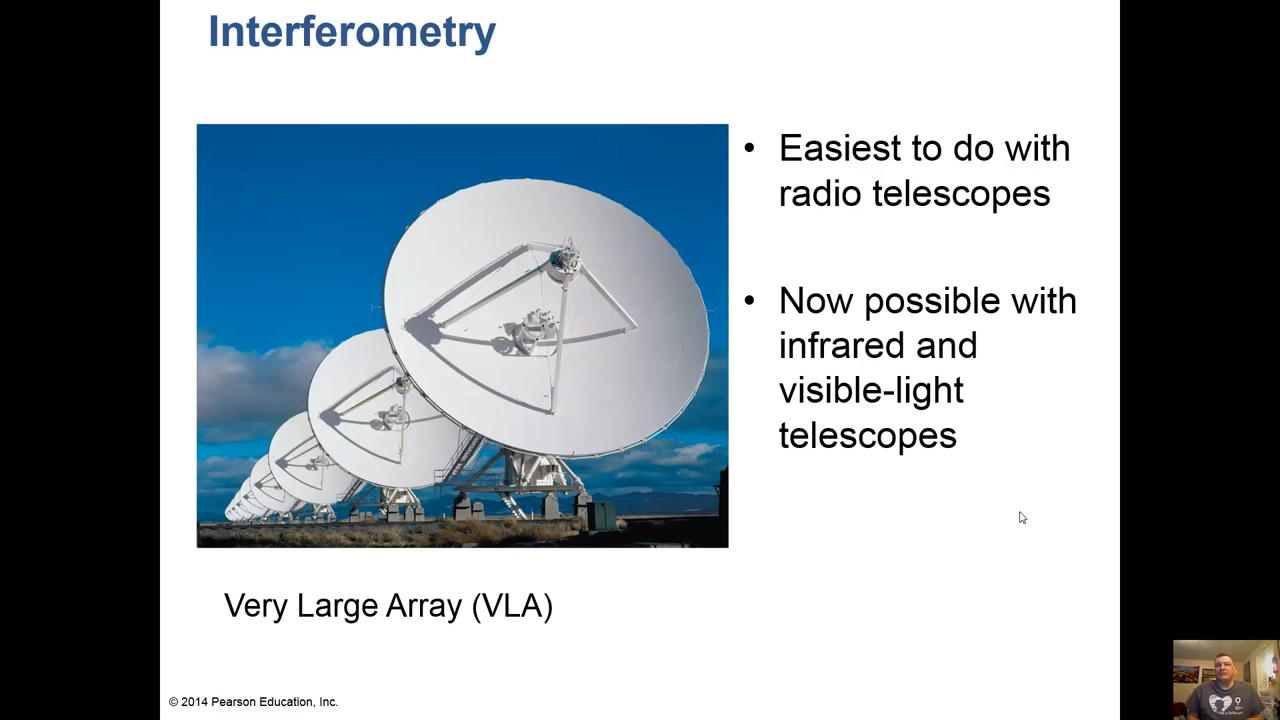 Interferometry
• Easiest to do with
radio telescopes
• Now possible with
infrared and
visible-light
telescopes
Very Large Array (VLA)
© 2014 Pearson Education, Inc.